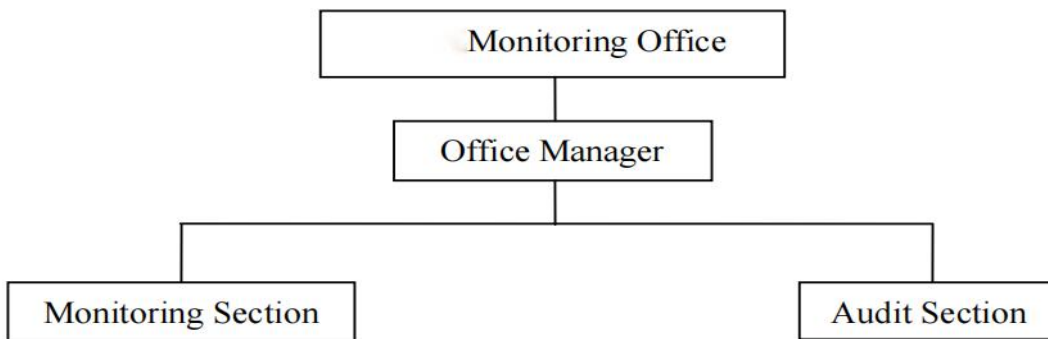 Monitoring Office
Office Manager
Monitoring Section
Audit Section